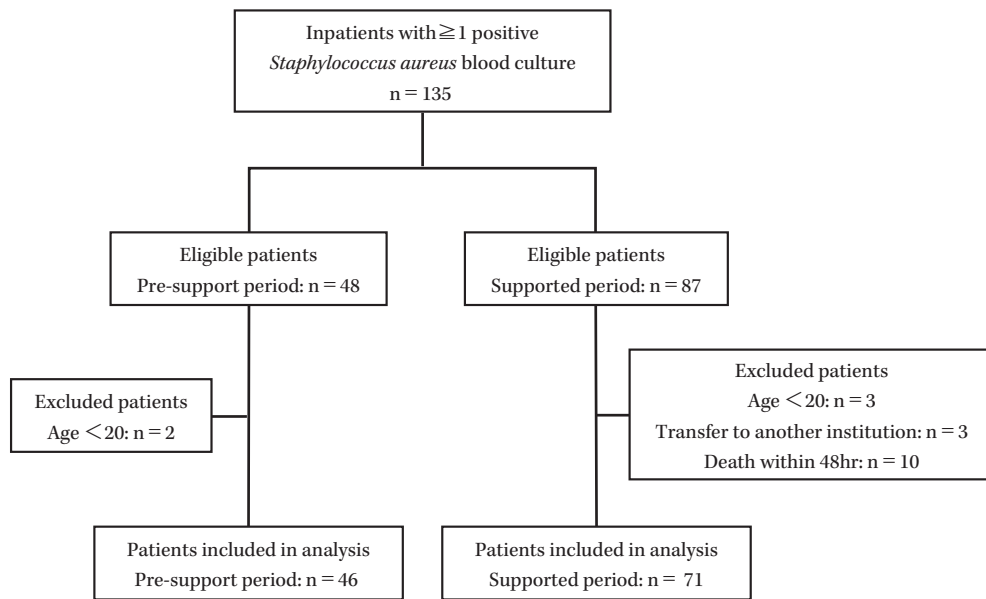 Inpatients with≧1 positive
Staphylococcus aureus blood culture
n = 135
Eligible patients
Pre-support period: n = 48
Eligible patients
Supported period: n = 87
Excluded patients
Age <20: n = 2
Excluded patients
Age <20: n = 3
Transfer to another institution: n = 3
Death within 48hr: n = 10
Patients included in analysis
Pre-support period: n = 46
Patients included in analysis
Supported period: n = 71